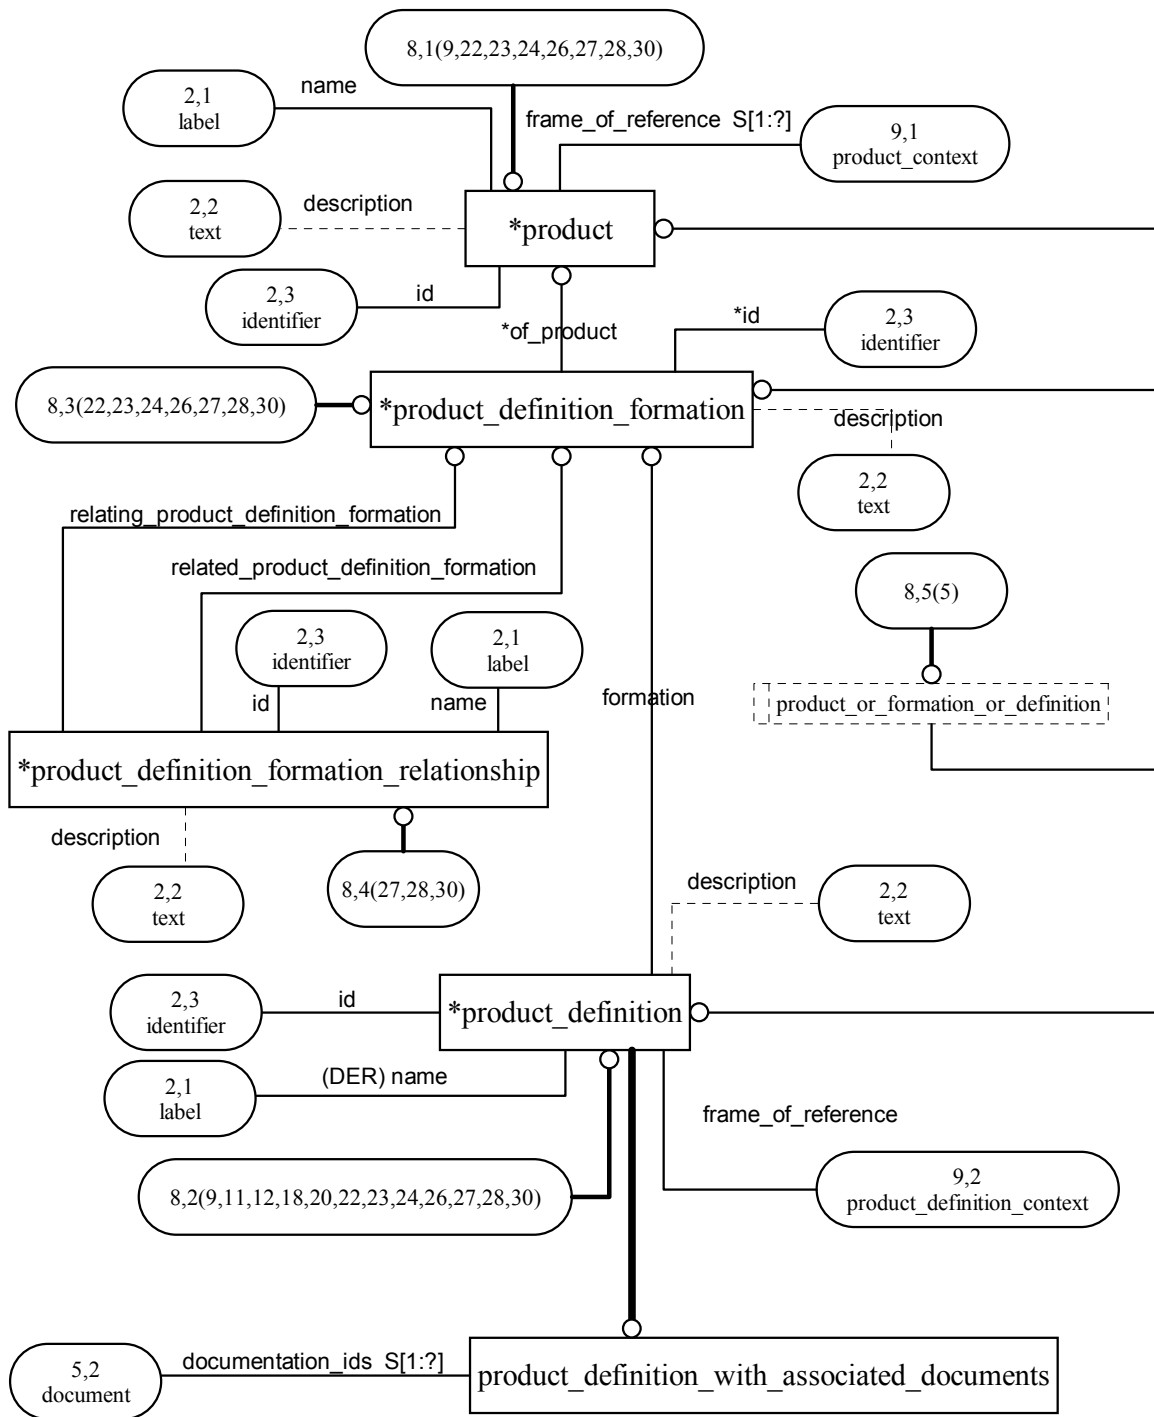 8,1(9,22,23,24,26,27,28,30)
name
2,1
label
frame_of_reference S[1:?]
9,1
product_context
2,2
text
description
*product
2,3
identifier
id
*of_product
*id
2,3
identifier
8,3(22,23,24,26,27,28,30)
*product_definition_formation
description
2,2
text
relating_product_definition_formation
related_product_definition_formation
8,5(5)
2,3
identifier
2,1
label
id
name
formation
product_or_formation_or_definition
*product_definition_formation_relationship
description
2,2
text
8,4(27,28,30)
description
2,2
text
2,3
identifier
id
*product_definition
2,1
label
(DER) name
frame_of_reference
8,2(9,11,12,18,20,22,23,24,26,27,28,30)
9,2
product_definition_context
5,2
document
documentation_ids S[1:?]
product_definition_with_associated_documents